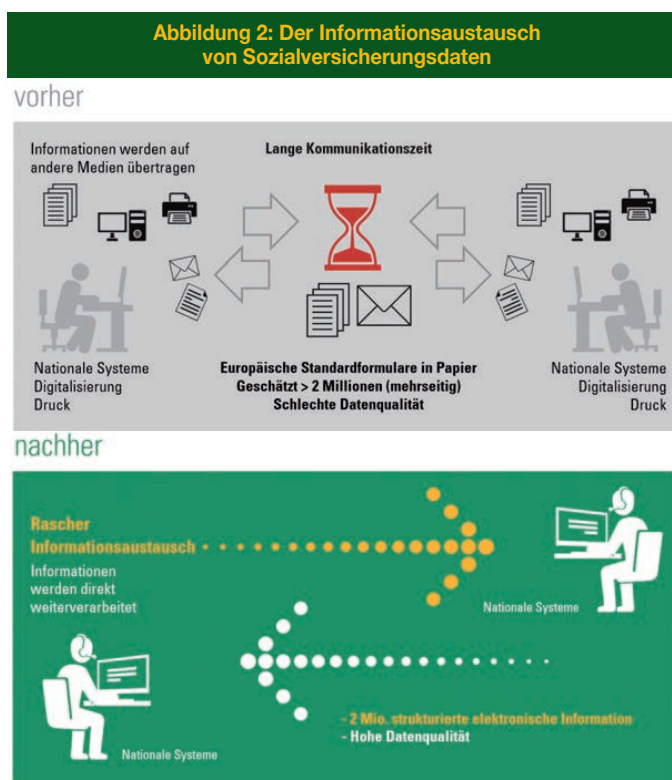 Abbildung 2: Der Informationsaustausch
von Sozialversicherungsdaten
vorher
Informationen werden auf
andere Medien übertragen
Lange Kommunikationszeit
Nationale Systeme
Digitalisierung
Druck
Europäische Standardformulare in Papier
Geschätzt > 2 Millionen (mehrseitig)
Schlechte Datenqualität
Nationale Systeme
Digitalisierung
Druck
nachher
Rascher
Informationsaustausch
Informationen
werden direkt
weiterverarbeitet
Nationale Systeme
Nationale Systeme
- 2 Mio. strukturierte elektronische Information
- Hohe Datenqualität